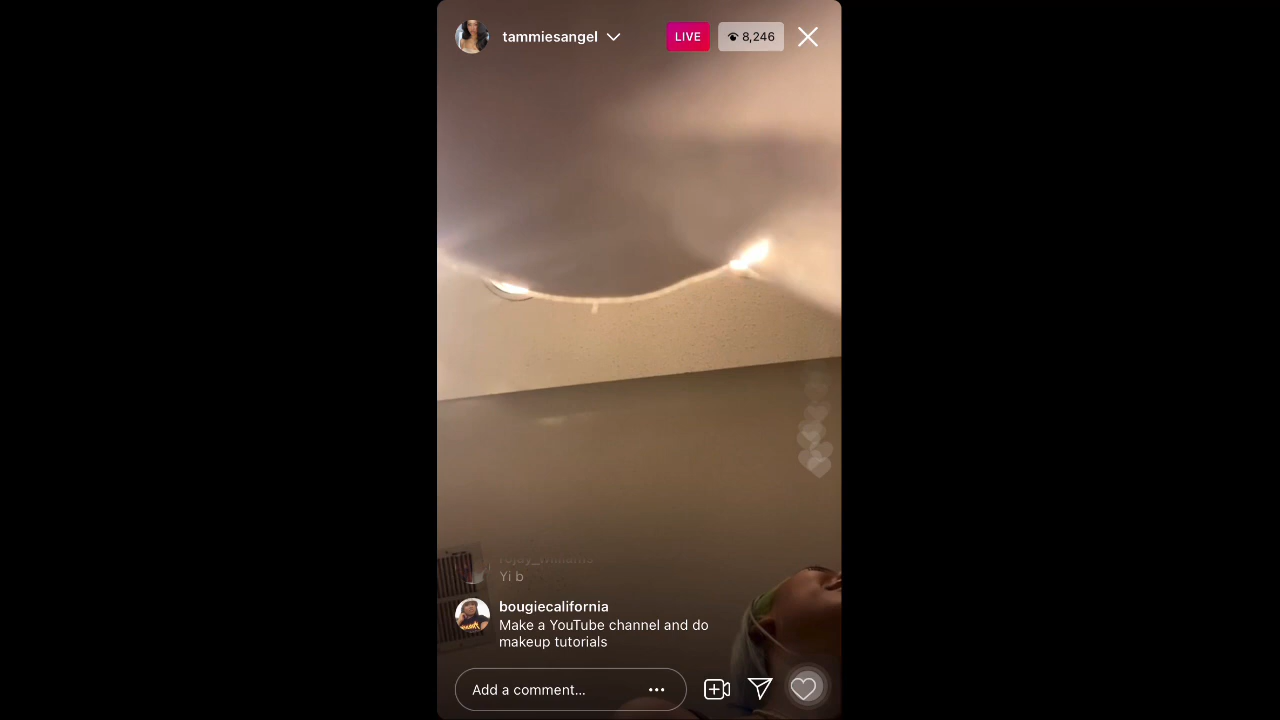 tammiesangel
LIVE
8,246
Yi b
bougiecalifornia
Make a YouTube channel and do
makeup tutorials
Add a comment...